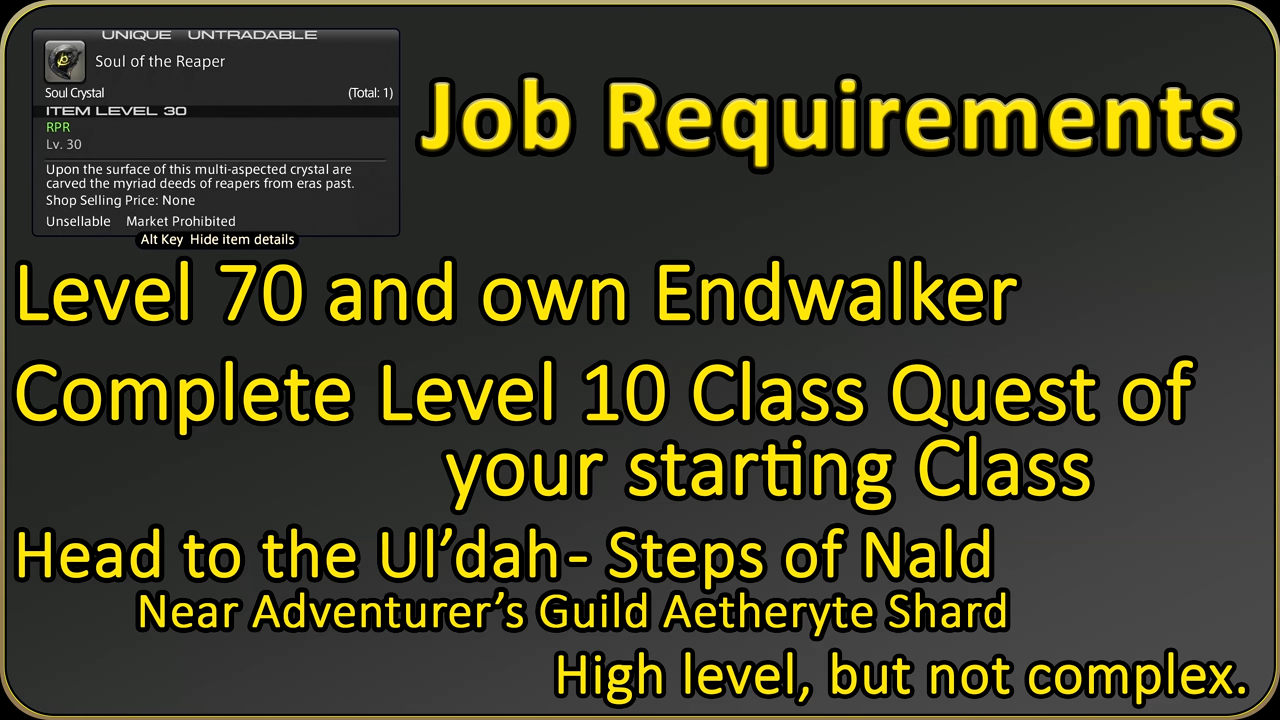 UNIQUE UNTRADABLE
Soul of the Reaper
Soul Crystal (Total: 1)
ITEM LEVEL 30
RPR
Lv. 30
Upon the surface of this multi-aspected crystal are
carved the myriad deeds of reapers from eras past.
Shop Selling Price: None
Unsellable Market Prohibited
Alt Key Hide item details
Job Requirements
Level 70 and own Endwalker
Complete Level 10 Class Quest of
your starting Class
Head to the Ul’dah- Steps of Nald
Near Adventurer’s Guild Aetheryte Shard
High level, but not complex.